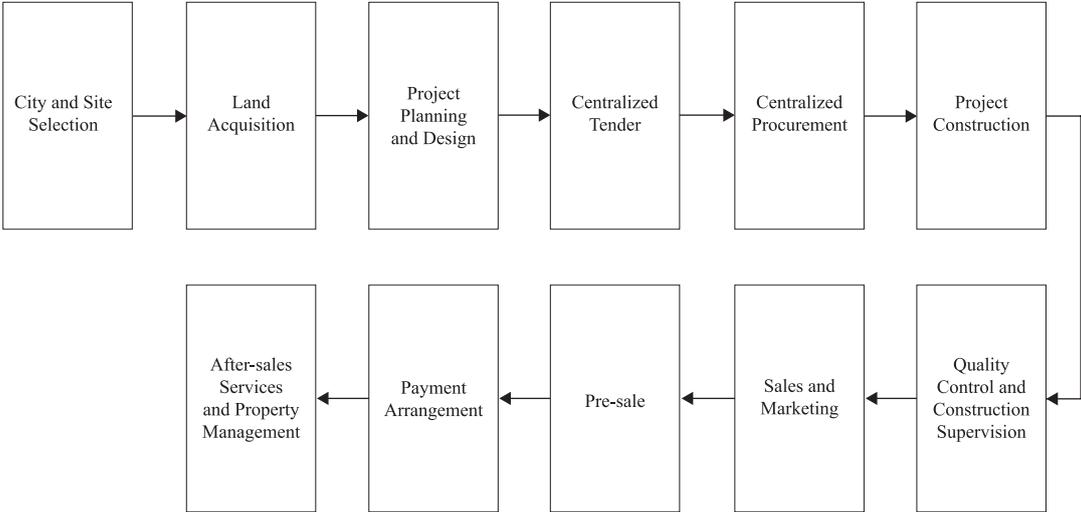 City and Site
Selection
Land
Acquisition
Project
Planning
and Design
Centralized
Tender
Centralized
Procurement
Project
Construction
Quality
Control and
Construction
Supervision
Sales and
Marketing
Pre-sale
Payment
Arrangement
After-sales
Services
and Property
Management